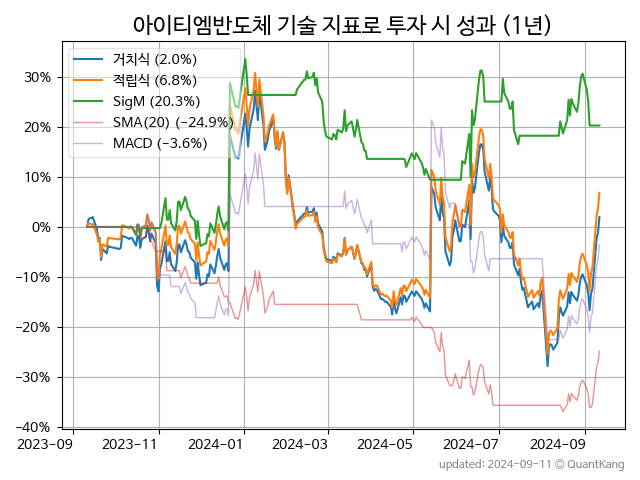 아이티엠반도체 기술 지표로 투자 시 성과 (1년)
거치식 (2.0%)
적립식 (6.8%)
SigM (20.3%)
SMA(20) (−24.9%)
MACD (−3.6%)
30%
20%
10%
0%
−10%
−20%
−30%
−40%
2023-09
2023-11
2024-01
2024-03
2024-05
2024-07
2024-09
updated: 2024-09-11 © QuantKang